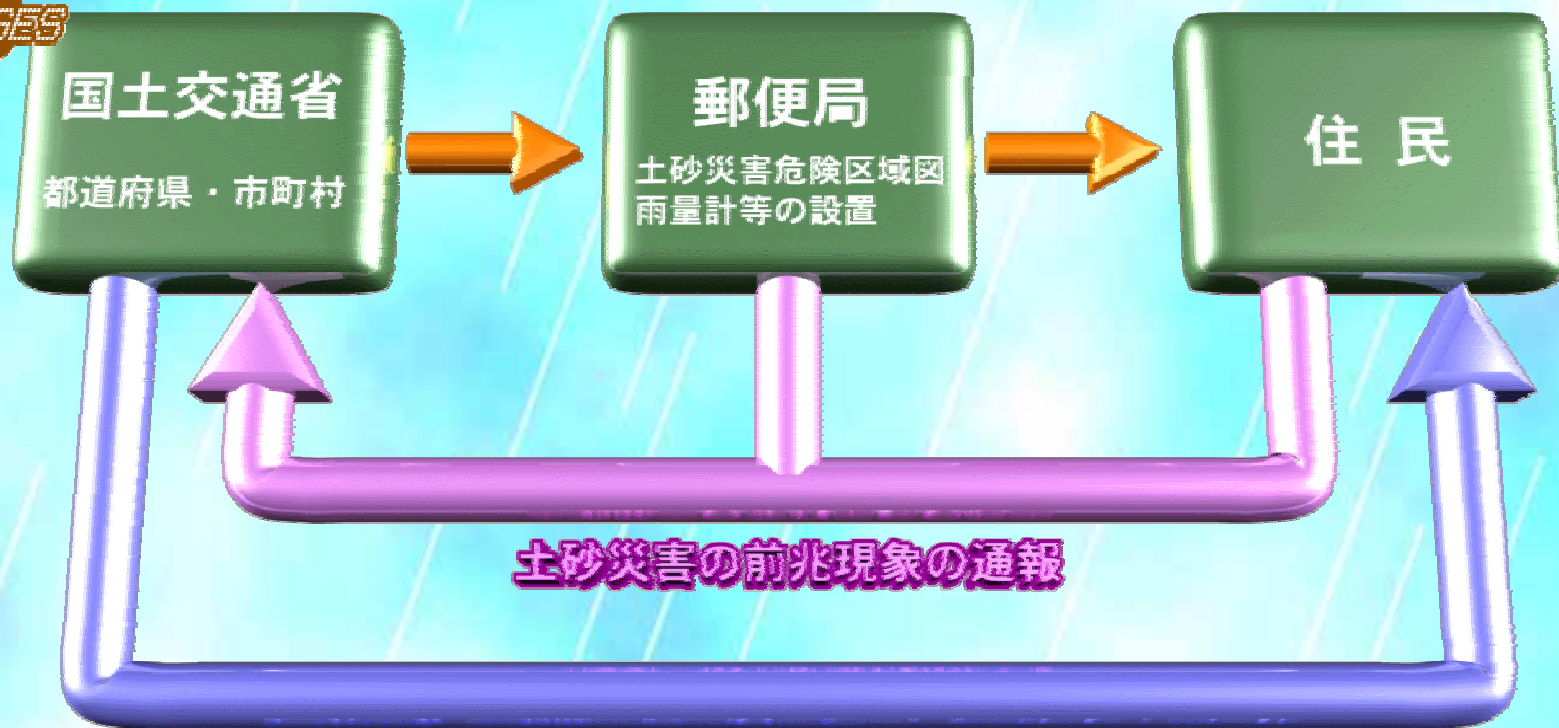 国土交通省
都道府県・市町村
郵便局
土砂災害危険区域図
雨量計等の設置
住 民
土砂災害の前兆現象の通報